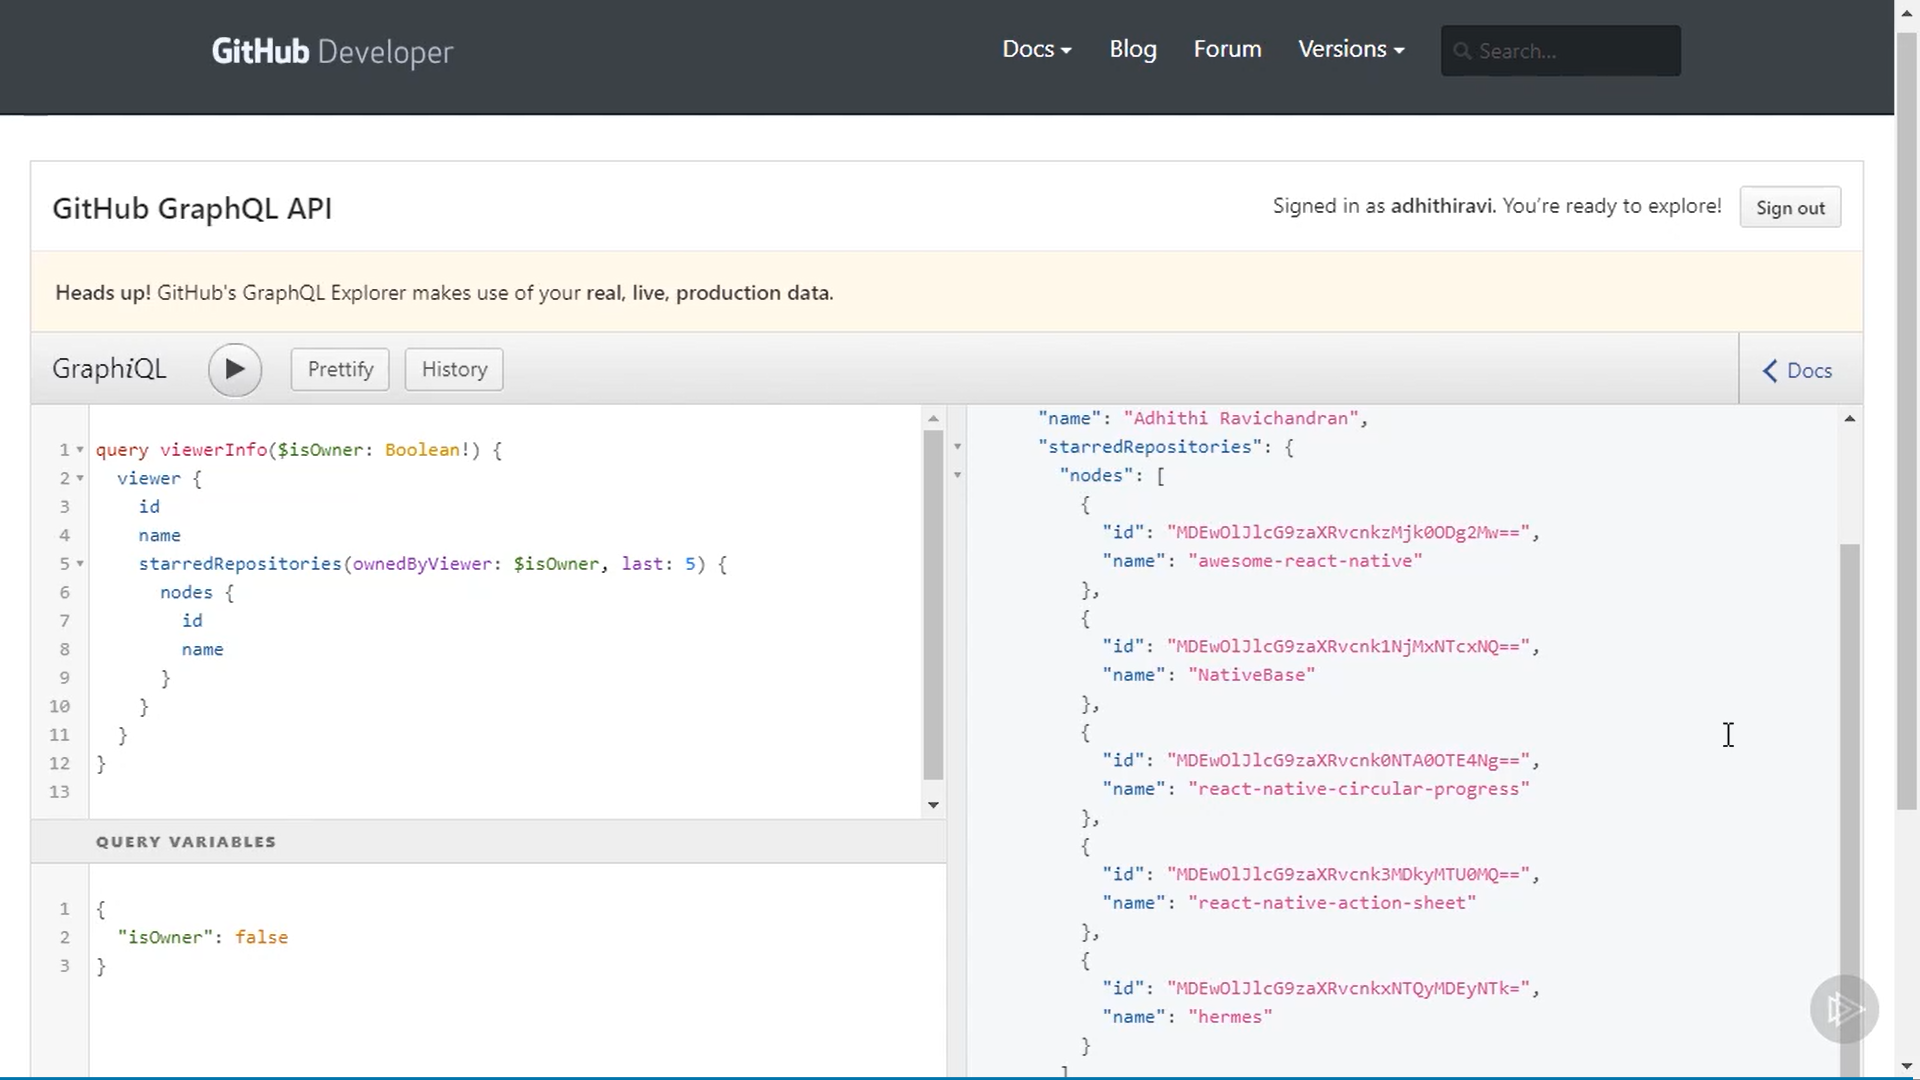 GitHub Developer
Docs
Blog
Forum
Versions
Search...
GitHub GraphQL API
Signed in as adhithiravi. You're ready to explore!
Sign out
Heads up! GitHub's GraphQL Explorer makes use of your real, live, production data.
GraphiQL
Prettify
History
Docs
1 query viewerInfo($isOwner: Boolean!) {
2 viewer {
3 id
4 name
5 starredRepositories(ownedByViewer: $isOwner, last: 5) {
6 nodes {
7 id
8 name
9 }
10 }
11 }
12 }
13
QUERY VARIABLES
1 {
2 "isOwner": false
3 }
"name": "Adhithi Ravichandran",
"starredRepositories": {
"nodes": [
{
"id": "MDEwOlJlcG9zaXRvcnkzMjk0ODg2Mw==",
"name": "awesome-react-native"
},
{
"id": "MDEwOlJlcG9zaXRvcnk1NjMxNTcxNQ==",
"name": "NativeBase"
},
{
"id": "MDEwOlJlcG9zaXRvcnk0NTA0OTE4Ng==",
"name": "react-native-circular-progress"
},
{
"id": "MDEwOlJlcG9zaXRvcnk3MDkyMTU0MQ==",
"name": "react-native-action-sheet"
},
{
"id": "MDEwOlJlcG9zaXRvcnkxNTQyMDEyNTk=",
"name": "hermes"
}
]